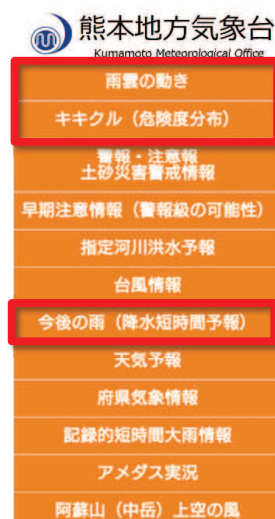 熊本地方気象台
Kumamoto Meteorological Office
雨雲の動き
キキクル（危険度分布）
警報・注意報
土砂災害警戒情報
早期注意情報（警報級の可能性）
指定河川洪水予報
台風情報
今後の雨（降水短時間予報）
天気予報
府県気象情報
記録的短時間大雨情報
アメダス実況
阿蘇山（中岳）上空の風